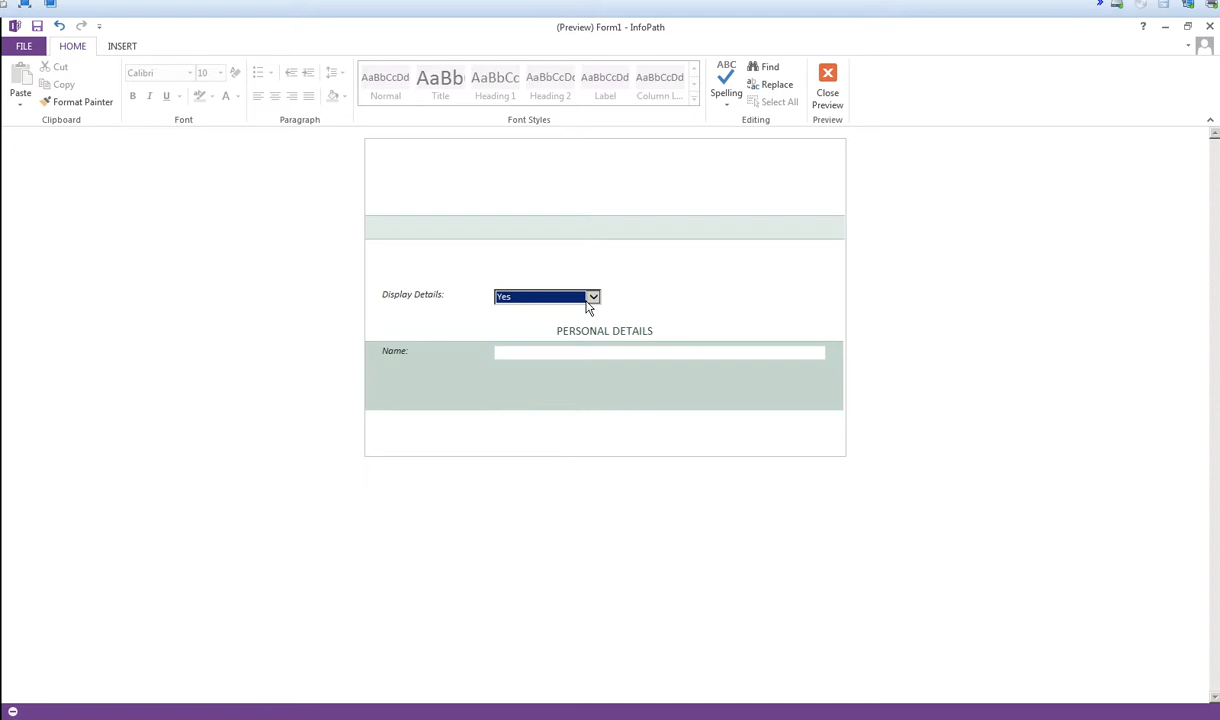 (Preview) Form1 - InfoPath
?
FILE HOME INSERT
Paste
Cut
Copy
Format Painter
Clipboard
Calibri 10
B I U A
Font
Paragraph
AaBbCcDd AaBb AaBbCc AaBbCcDc AaBbCcDd AaBbCcDd
Normal Title Heading 1 Heading 2 Label Column L...
Font Styles
ABC
Spelling
Find
Replace
Select All
Editing
Close
Preview
Preview
Display Details: Yes
PERSONAL DETAILS
Name: